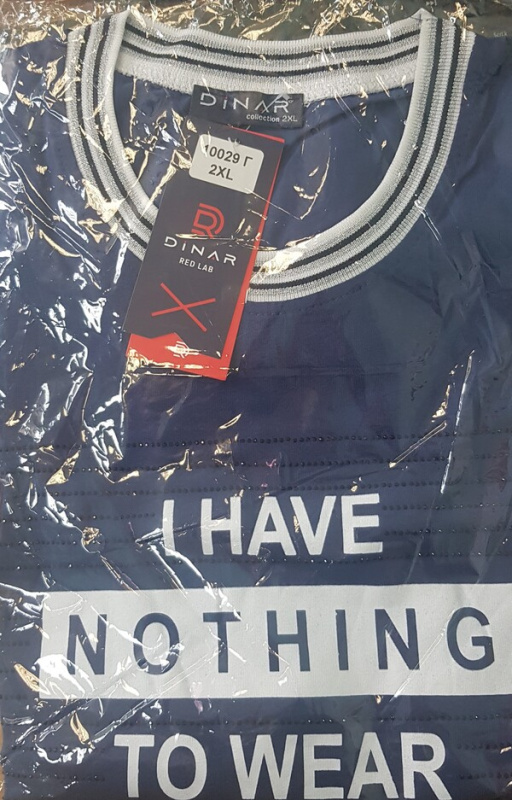 DINAR
collection 2XL
10029 Г
2XL
DINAR
RED LAB
I HAVE
NOTHING
TO WEAR